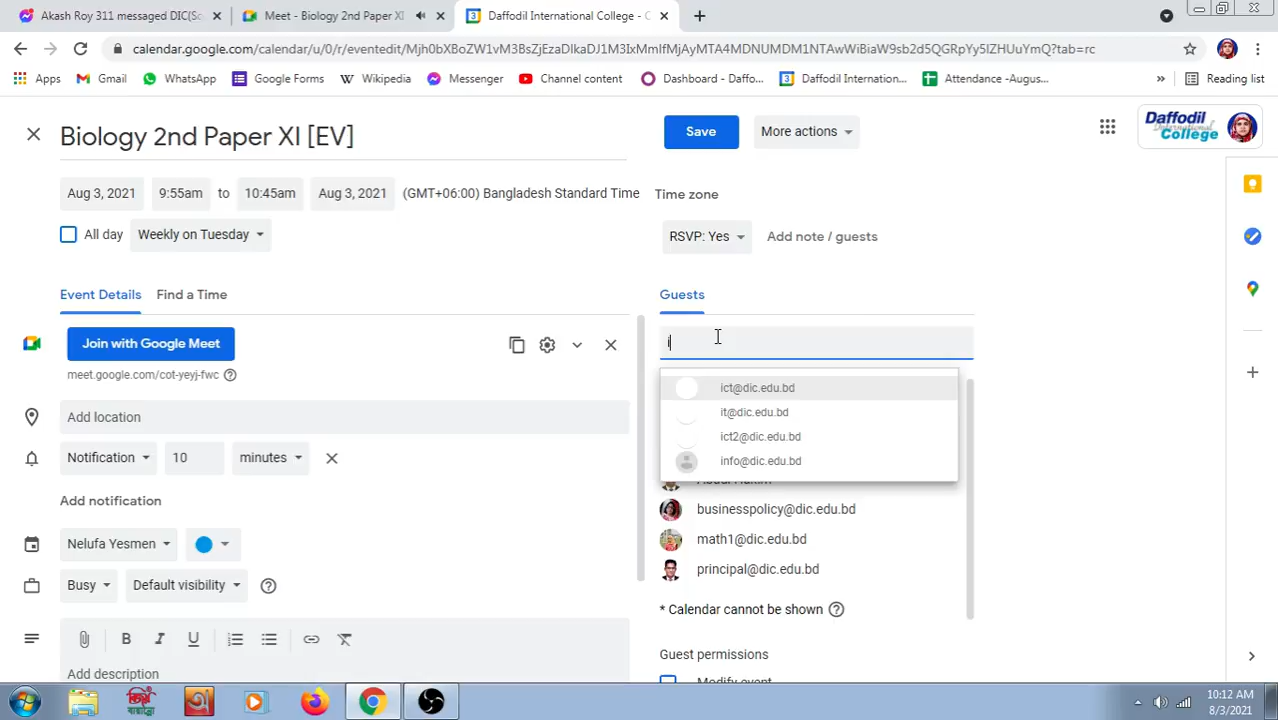 Akash Roy 311 messaged DIC(Sc
Meet - Biology 2nd Paper XI
Daffodil International College - C
calendar.google.com/calendar/u/0/r/eventedit/
?tab=rc
Apps
Gmail
WhatsApp
Google Forms
Wikipedia
Messenger
Channel content
Dashboard - Daffo...
Daffodil Internation...
Attendance -Augus...
»
Reading list
Biology 2nd Paper XI [EV]
Save
More actions
Daffodil
International
College
Aug 3, 2021
9:55am
to
10:45am
Aug 3, 2021
(GMT+06:00) Bangladesh Standard Time
Time zone
All day
Weekly on Tuesday
RSVP: Yes
Add note / guests
Event Details
Find a Time
Guests
Join with Google Meet
meet.google.com/cot-yeyj-fwc
i
ict@dic.edu.bd
it@dic.edu.bd
ict2@dic.edu.bd
info@dic.edu.bd
Add location
Notification
10
minutes
Add notification
businesspolicy@dic.edu.bd
math1@dic.edu.bd
principal@dic.edu.bd
Nelufa Yesmen
Busy
Default visibility
* Calendar cannot be shown
B I U
Guest permissions
Add description
Modify event
10:12 AM
8/3/2021